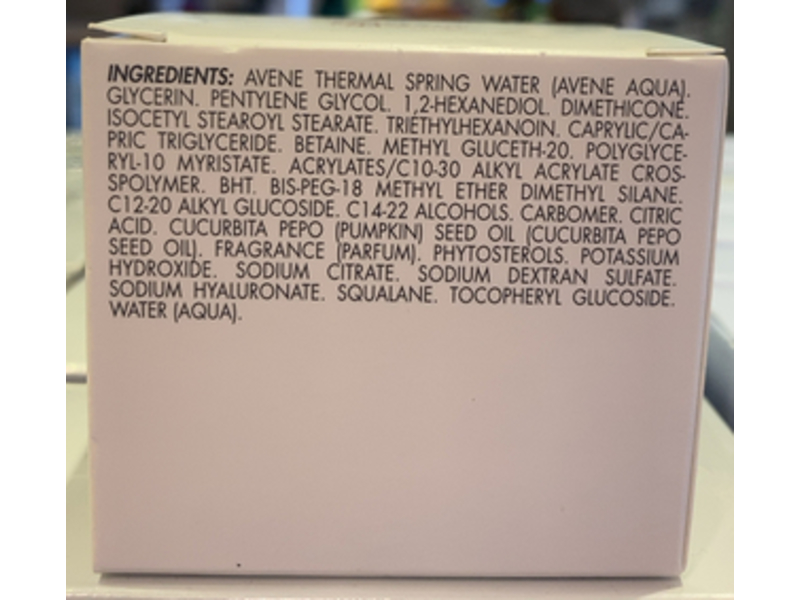 INGREDIENTS: AVENE THERMAL SPRING WATER (AVENE AQUA).
GLYCERIN. PENTYLENE GLYCOL. 1,2-HEXANEDIOL. DIMETHICONE.
ISOCETYL STEAROYL STEARATE. TRIETHYLHEXANOIN. CAPRYLIC/CA-
PRIC TRIGLYCERIDE. BETAINE. METHYL GLUCETH-20. POLYGLYCE-
RYL-10 MYRISTATE. ACRYLATES/C10-30 ALKYL ACRYLATE CROS-
SPOLYMER. BHT. BIS-PEG-18 METHYL ETHER DIMETHYL SILANE.
C12-20 ALKYL GLUCOSIDE. C14-22 ALCOHOLS. CARBOMER. CITRIC
ACID. CUCURBITA PEPO (PUMPKIN) SEED OIL (CUCURBITA PEPO
SEED OIL). FRAGRANCE (PARFUM). PHYTOSTEROLS. POTASSIUM
HYDROXIDE. SODIUM CITRATE. SODIUM DEXTRAN SULFATE.
SODIUM HYALURONATE. SQUALANE. TOCOPHERYL GLUCOSIDE.
WATER (AQUA).